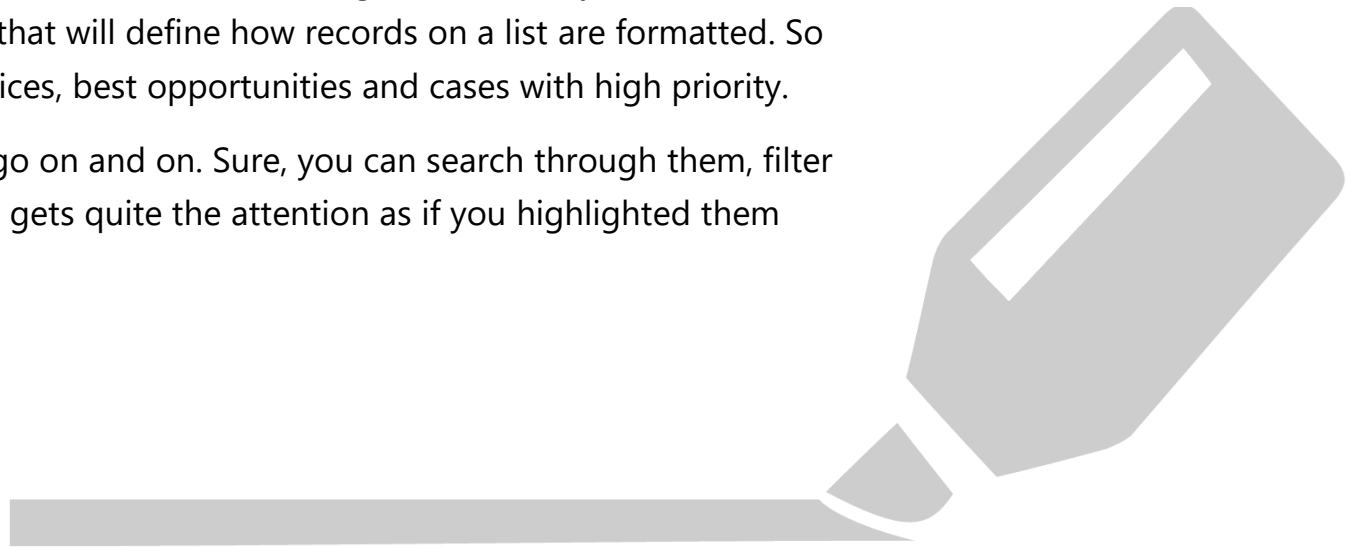 that will define how records on a list are formatted. So
ices, best opportunities and cases with high priority.
go on and on. Sure, you can search through them, filter
gets quite the attention as if you highlighted them